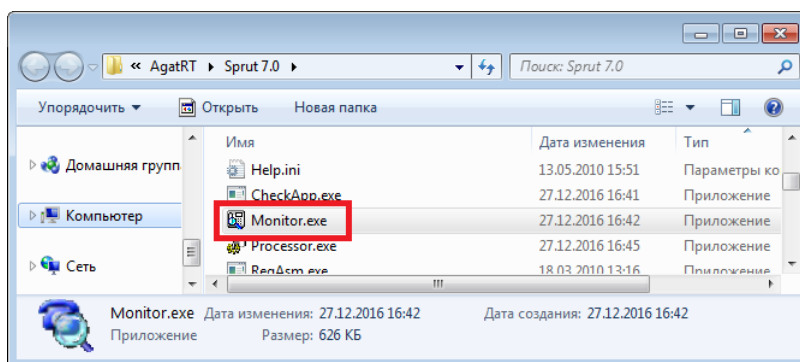 « AgatRT ▸ Sprut 7.0 ▸
Поиск: Sprut 7.0
Упорядочить ▾ Открыть Новая папка
Имя Дата изменения Тип
Домашняя групп
Help.ini 13.05.2010 15:51 Параметры ко
CheckApp.exe 27.12.2016 16:41 Приложение
Компьютер
Monitor.exe 27.12.2016 16:42 Приложение
Processor.exe 27.12.2016 16:45 Приложение
Сеть
RegAsm.exe 18.03.2010 13:16 Приложение
Monitor.exe Дата изменения: 27.12.2016 16:42 Дата создания: 27.12.2016 16:42
Приложение Размер: 626 КБ